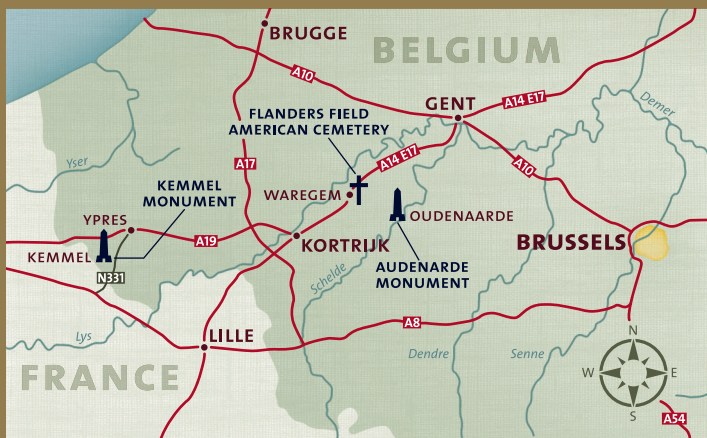 BRUGGE
BELGIUM
A10
GENT
A14 E17
Demer
FLANDERS FIELD
AMERICAN CEMETERY
A14 E17
A10
Yser
A17
KEMMEL
MONUMENT
WAREGEM
YPRES
OUDENAARDE
A19
KORTRIJK
BRUSSELS
KEMMEL
N331
AUDENARDE
MONUMENT
Schelde
Lys
LILLE
A8
Dendre
Senne
N
W
E
S
FRANCE
A54